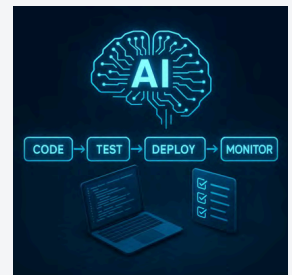 AI
CODE → TEST → DEPLOY → MONITOR